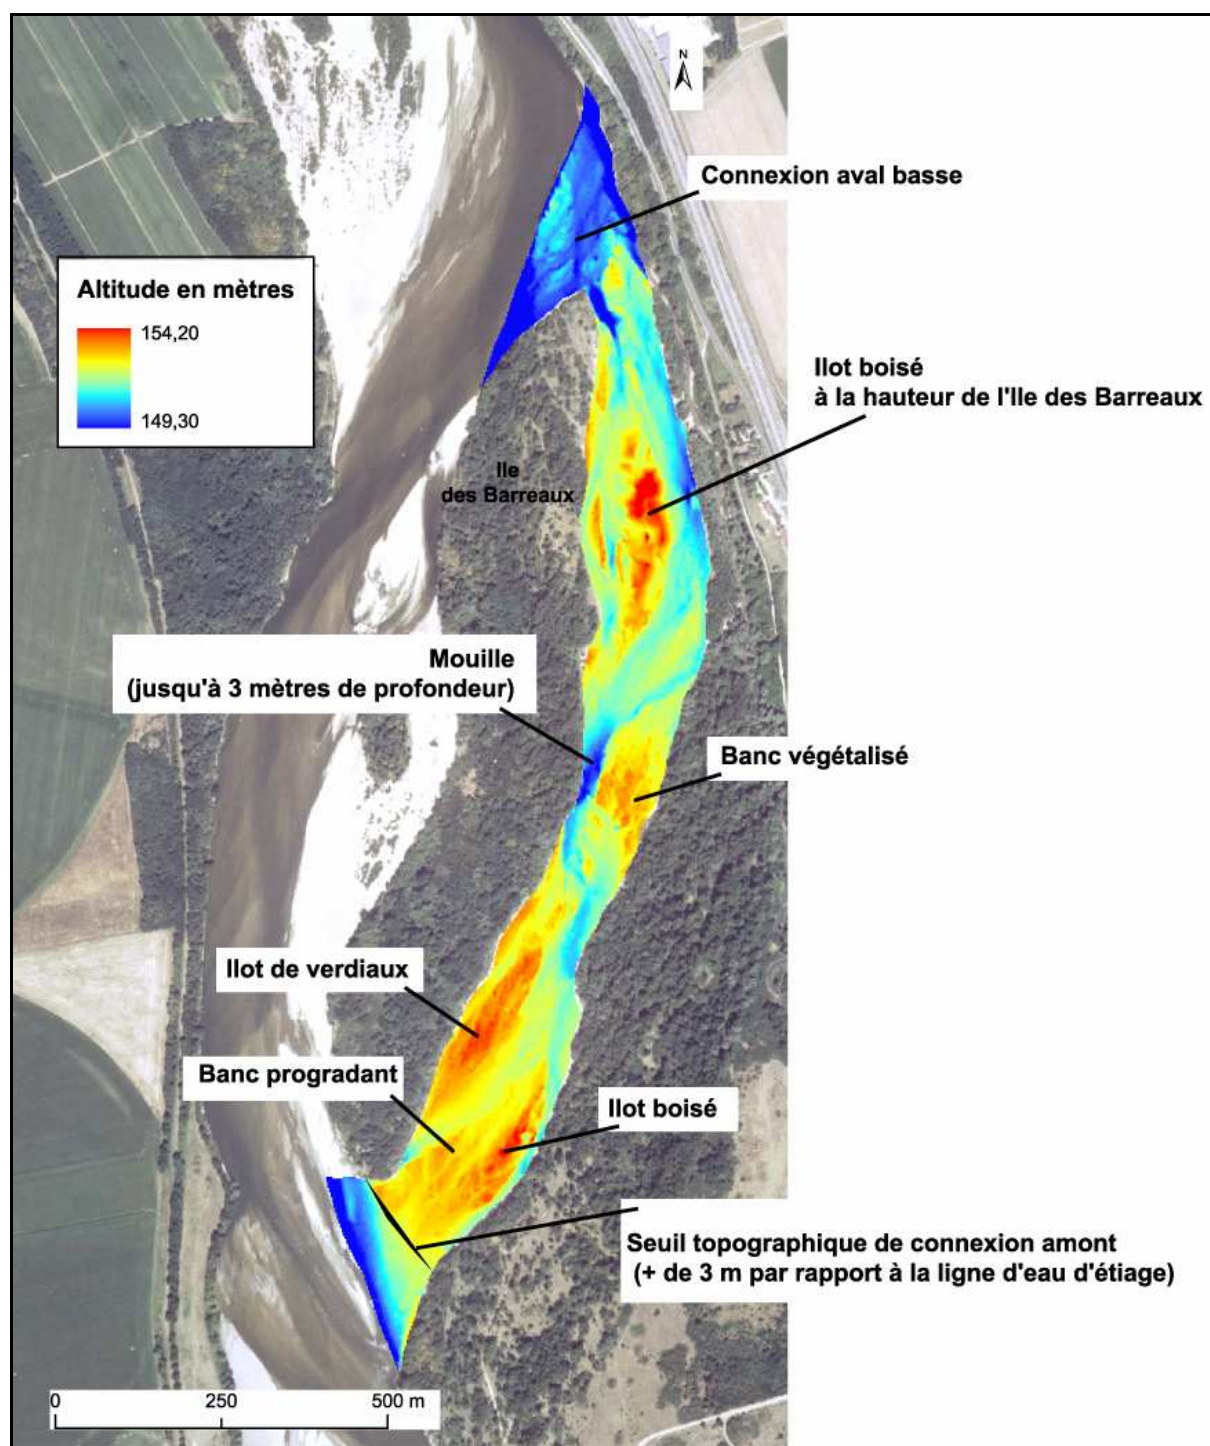 N
Connexion aval basse
Altitude en mètres
154,20
149,30
Ilot boisé
à la hauteur de l'Ile des Barreaux
Ile
des Barreaux
Mouille
(jusqu'à 3 mètres de profondeur)
Banc végétalisé
Ilot de verdiaux
Banc progradant
Ilot boisé
Seuil topographique de connexion amont
(+ de 3 m par rapport à la ligne d'eau d'étiage)
0 250 500 m